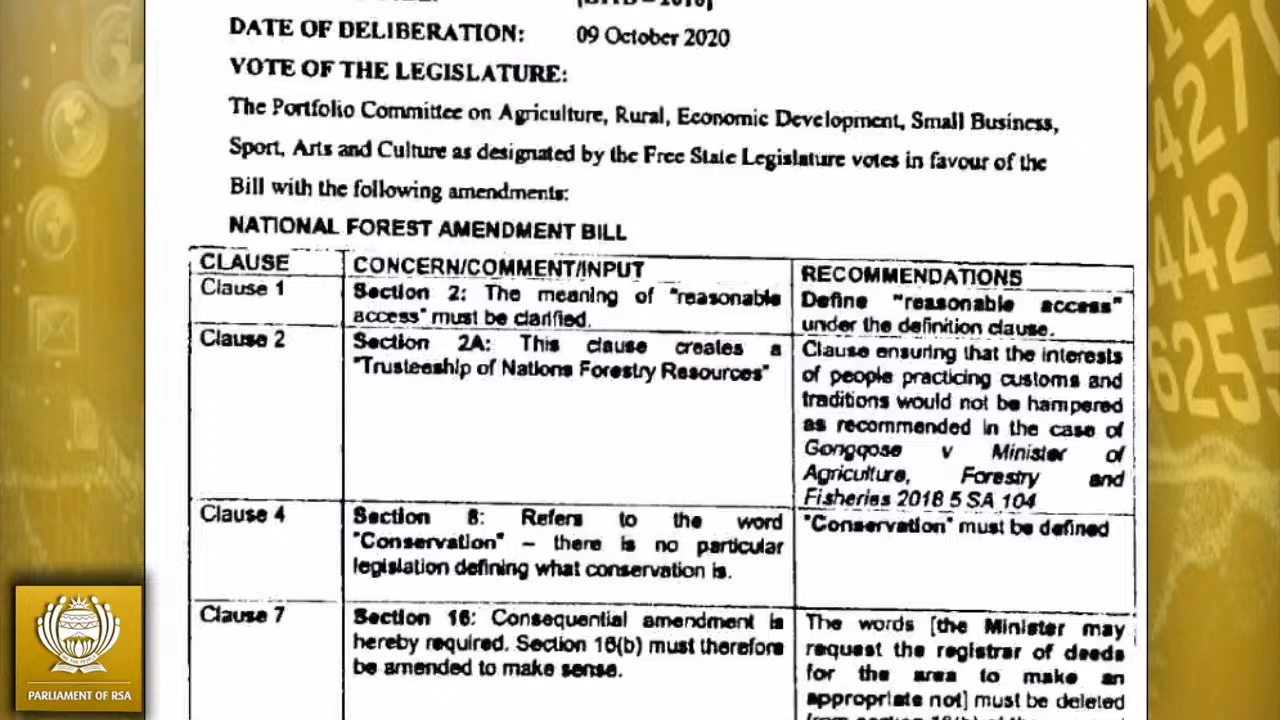 DATE OF DELIBERATION: 09 October 2020
VOTE OF THE LEGISLATURE:
The Portfolio Committee on Agriculture, Rural, Economic Development, Small Business,
Sport, Arts and Culture as designated by the Free State Legislature votes in favour of the
Bill with the following amendments:
NATIONAL FOREST AMENDMENT BILL
CLAUSE
CONCERN/COMMENT/INPUT
RECOMMENDATIONS
Clause 1
Section 2: The meaning of "reasonable
access" must be clarified.
Define "reasonable access"
under the definition clause.
Clause 2
Section 2A: This clause creates a
"Trusteeship of Nations Forestry Resources"
Clause ensuring that the interests
of people practicing customs and
traditions would not be hampered
as recommended in the case of
Gongqose v Minister of
Agriculture, Forestry and
Fisheries 2018 5 SA 104
Clause 4
Section 8: Refers to the word
"Conservation" – there is no particular
legislation defining what conservation is.
"Conservation" must be defined
Clause 7
Section 16: Consequential amendment is
hereby required. Section 16(b) must therefore
be amended to make sense.
The words [the Minister may
request the registrar of deeds
for the area to make an
appropriate not] must be deleted
PARLIAMENT OF RSA
427
442
6255